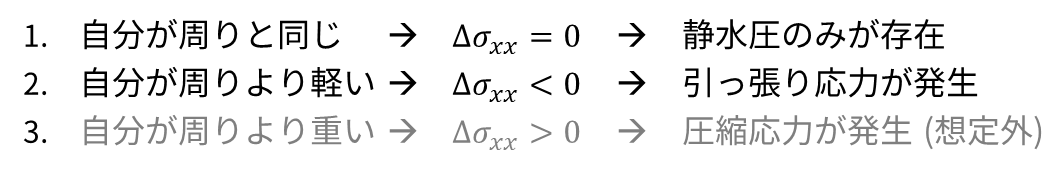 1. 自分が周りと同じ → Δσxx = 0 → 静水圧のみが存在
2. 自分が周りより軽い → Δσxx < 0 → 引っ張り応力が発生
3. 自分が周りより重い → Δσxx > 0 → 圧縮応力が発生 (想定外)